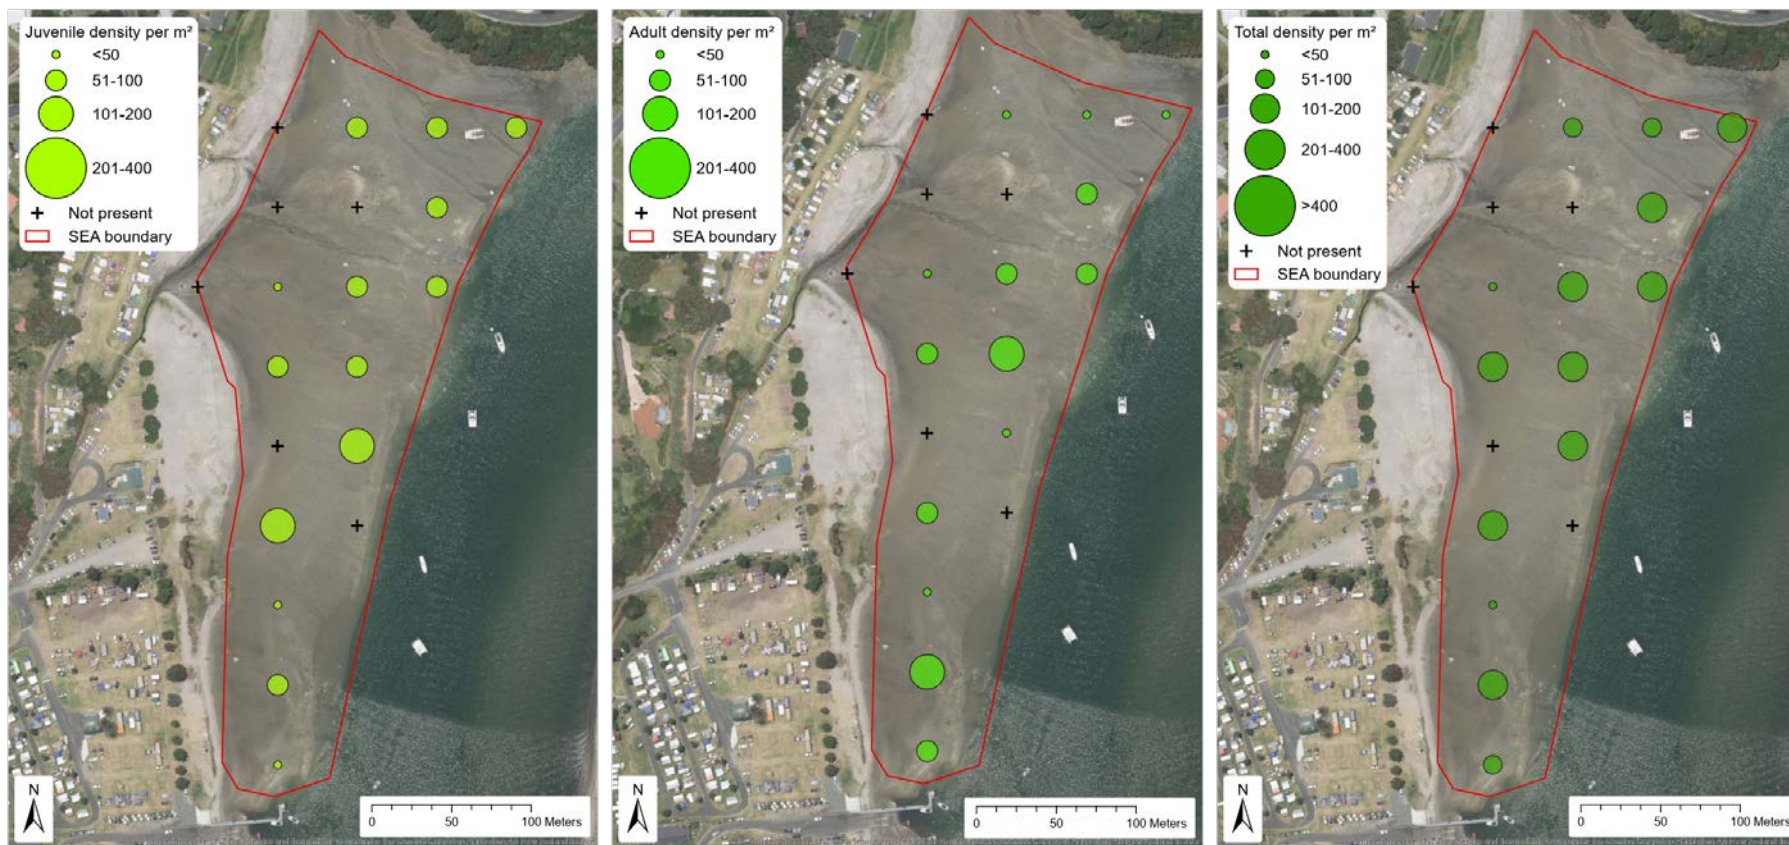 Juvenile density per m²
<50
51-100
101-200
201-400
Not present
SEA boundary
N
0 50 100 Meters
Adult density per m²
<50
51-100
101-200
201-400
Not present
SEA boundary
N
0 50 100 Meters
Total density per m²
<50
51-100
101-200
201-400
>400
Not present
SEA boundary
N
0 50 100 Meters